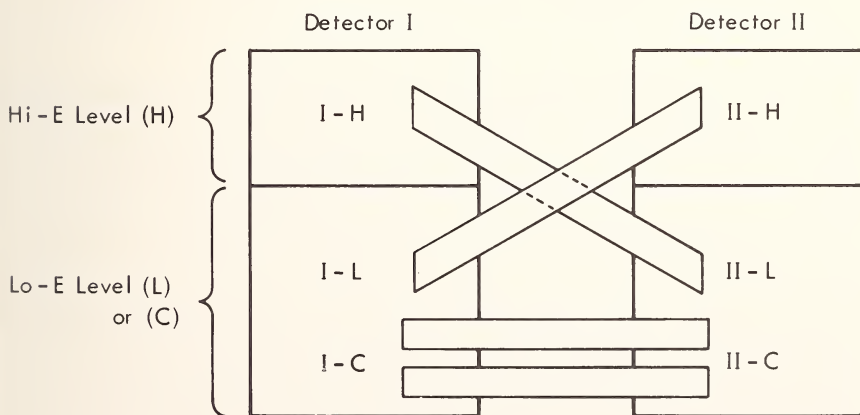 Detector I
Detector II
Hi-E Level (H)
I-H
II-H
Lo-E Level (L)
or (C)
I-L
II-L
I-C
II-C